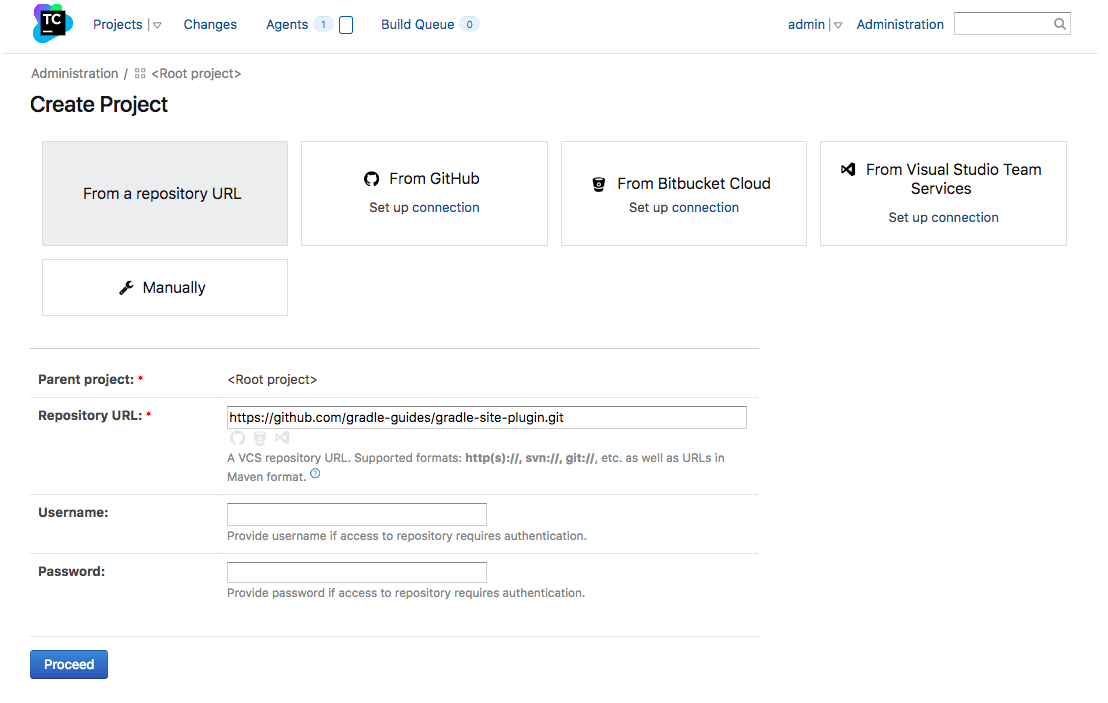 TC Projects Changes Agents 1 Build Queue 0 admin Administration
Administration / <Root project>
Create Project
From a repository URL
From GitHub
Set up connection
From Bitbucket Cloud
Set up connection
From Visual Studio Team
Services
Set up connection
Manually
Parent project: * <Root project>
Repository URL: * https://github.com/gradle-guides/gradle-site-plugin.git
A VCS repository URL. Supported formats: http(s)://, svn://, git://, etc. as well as URLs in
Maven format. ?
Username:
Provide username if access to repository requires authentication.
Password:
Provide password if access to repository requires authentication.
Proceed